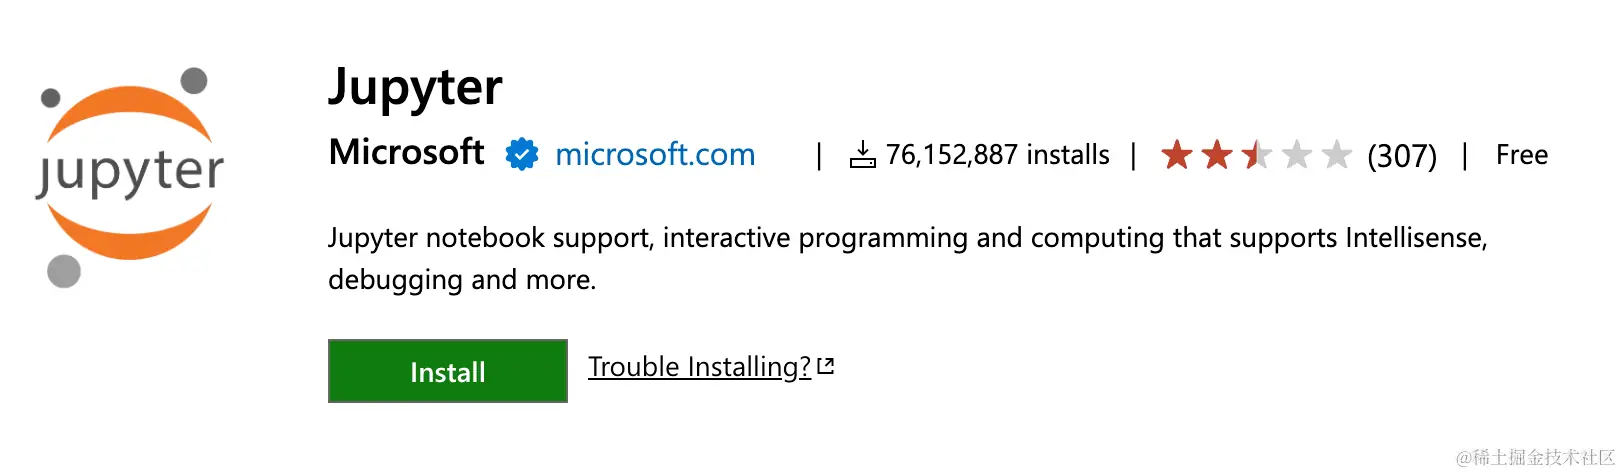 Jupyter
jupyter
Microsoft microsoft.com | 76,152,887 installs | (307) | Free
Jupyter notebook support, interactive programming and computing that supports Intellisense,
debugging and more.
Install Trouble Installing?
@稀土掘金技术社区